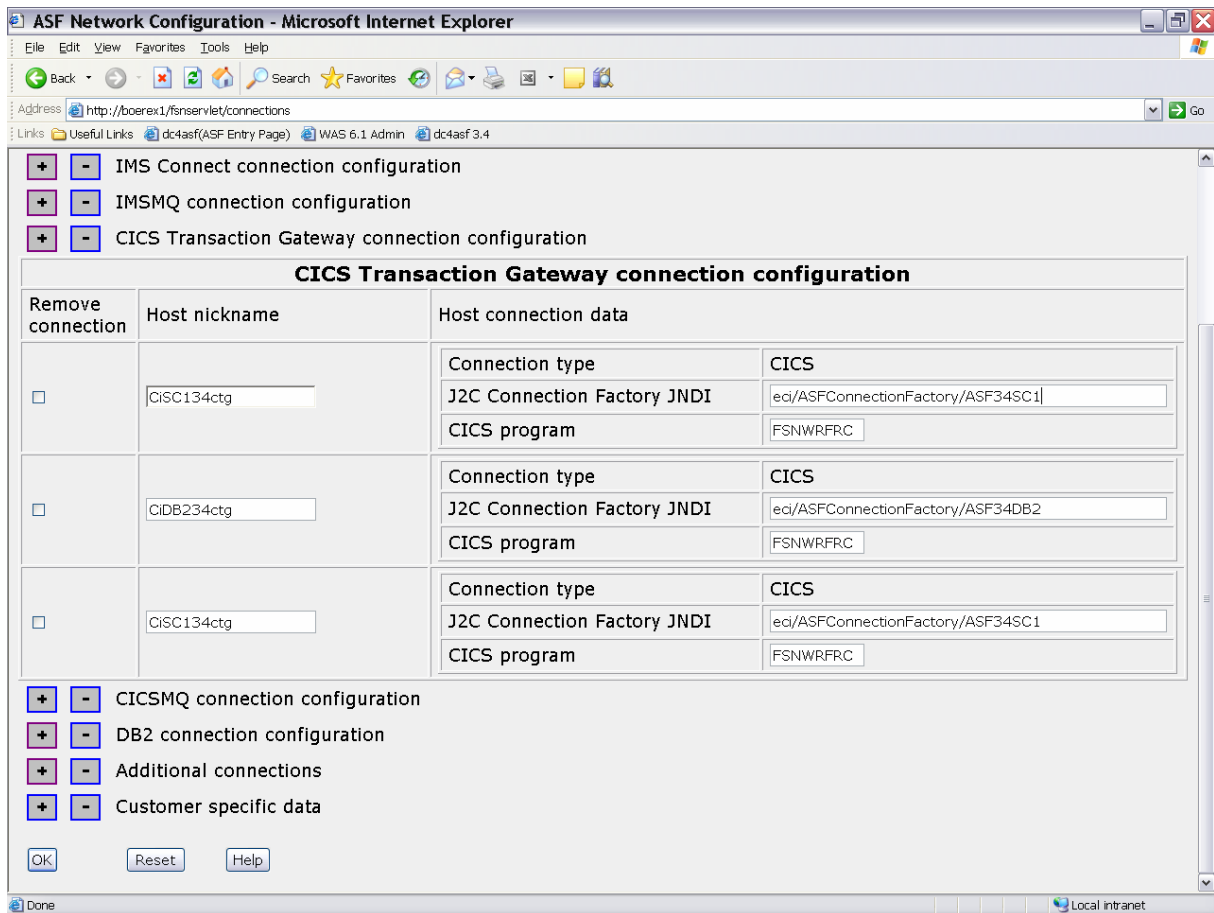 ASF Network Configuration - Microsoft Internet Explorer
File Edit View Favorites Tools Help
Back Search Favorites
Address http://boerex1/fsnservlet/connections Go
Links Useful Links dc4asf(ASF Entry Page) WAS 6.1 Admin dc4asf 3.4
+ - IMS Connect connection configuration
+ - IMSMQ connection configuration
+ - CICS Transaction Gateway connection configuration
CICS Transaction Gateway connection configuration
Remove connection Host nickname Host connection data
Connection type CICS
CiSC134ctg J2C Connection Factory JNDI eci/ASFConnectionFactory/ASF34SC1
CICS program FSNWRFRC
Connection type CICS
CiDB234ctg J2C Connection Factory JNDI eci/ASFConnectionFactory/ASF34DB2
CICS program FSNWRFRC
Connection type CICS
CiSC134ctg J2C Connection Factory JNDI eci/ASFConnectionFactory/ASF34SC1
CICS program FSNWRFRC
+ - CICSMQ connection configuration
+ - DB2 connection configuration
+ - Additional connections
+ - Customer specific data
OK Reset Help
Done Local intranet